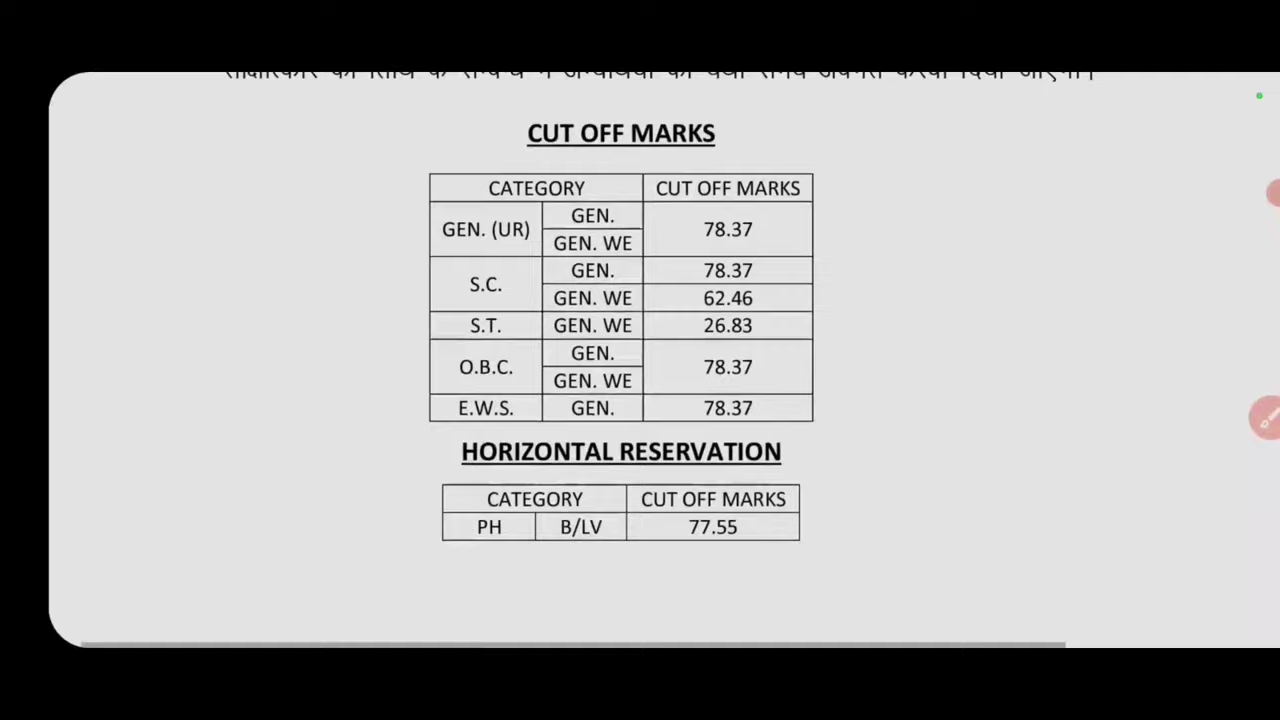 CUT OFF MARKS
CATEGORY CUT OFF MARKS
GEN. (UR) GEN. 78.37
GEN. WE
S.C. GEN. 78.37
GEN. WE 62.46
S.T. GEN. WE 26.83
O.B.C. GEN. 78.37
GEN. WE
E.W.S. GEN. 78.37
HORIZONTAL RESERVATION
CATEGORY CUT OFF MARKS
PH B/LV 77.55